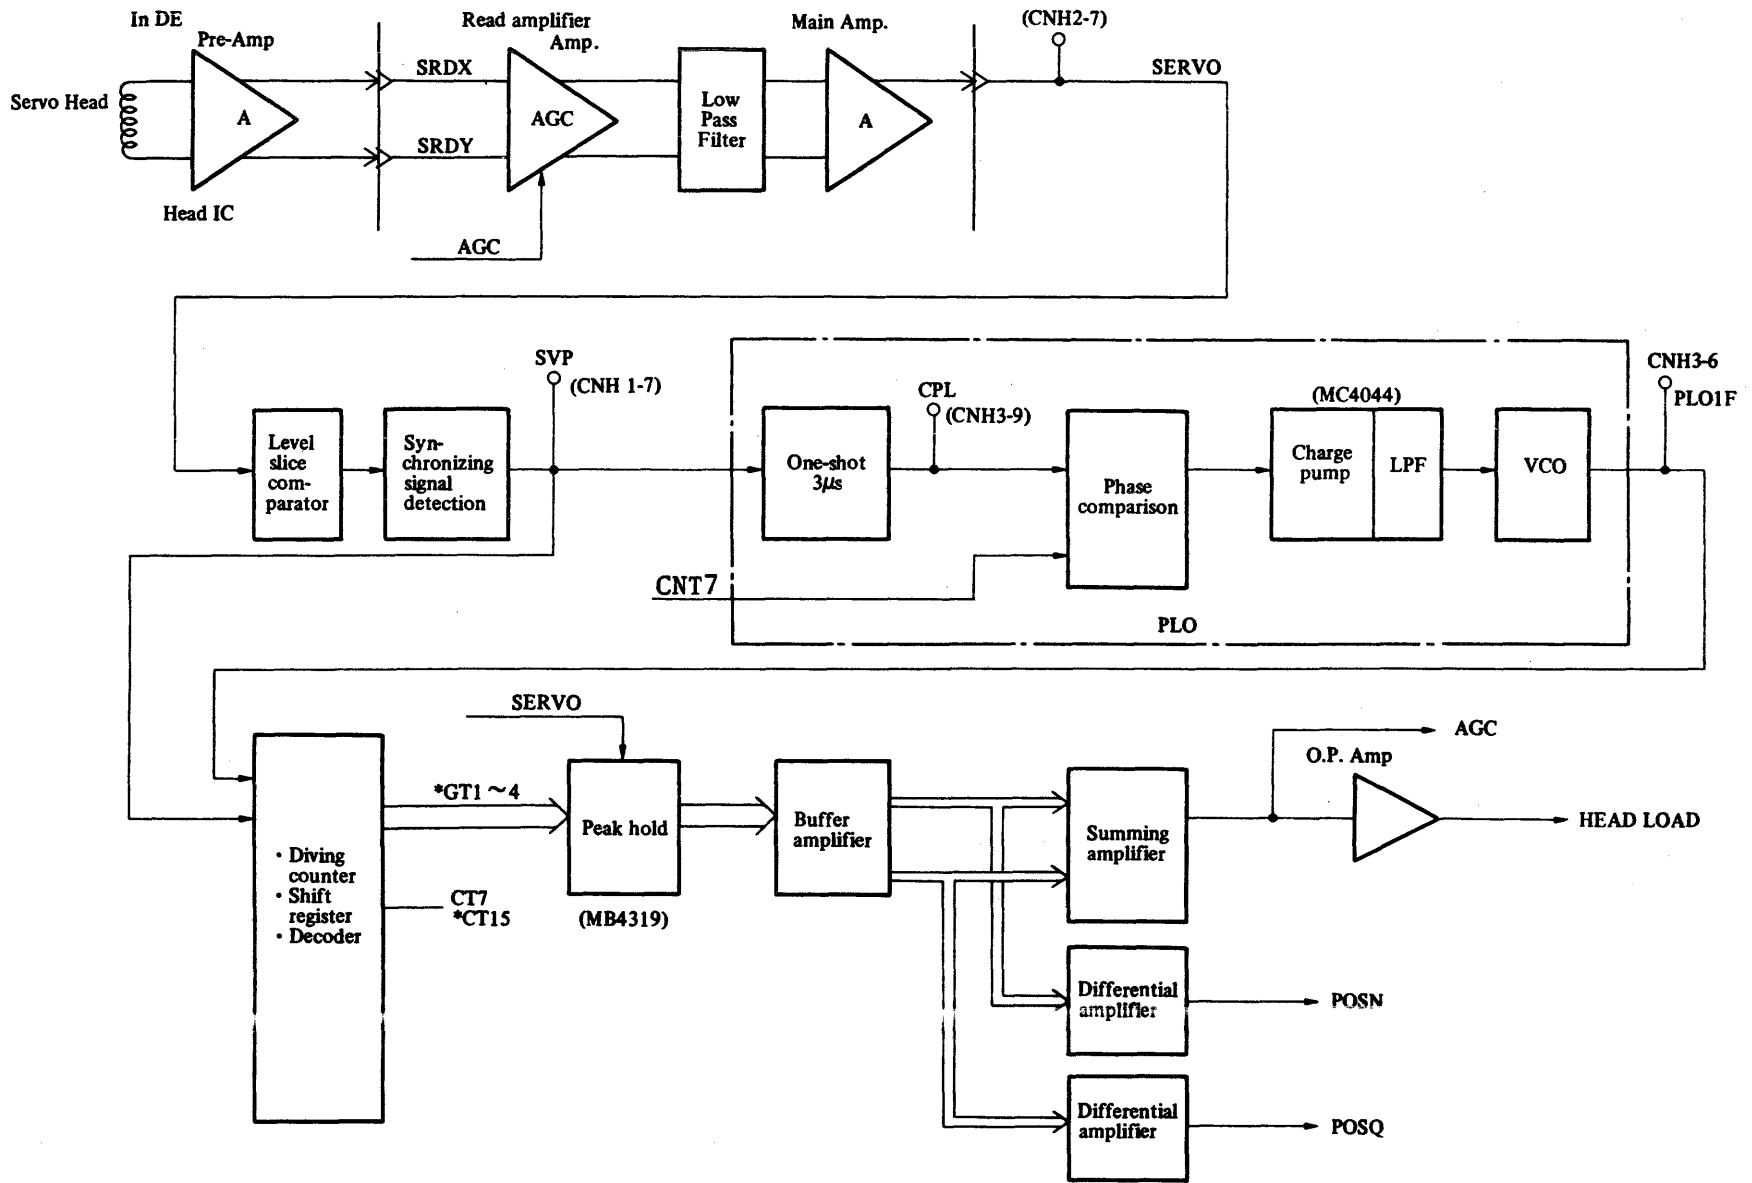 In DE
Pre-Amp
Servo Head
A
Head IC
SRDX
SRDY
Read amplifier
Amp.
AGC
AGC
Low
Pass
Filter
Main Amp.
A
(CNH2-7)
SERVO
SVP
(CNH 1-7)
Level
slice
com-
parator
Syn-
chronizing
signal
detection
One-shot
3μs
CPL
(CNH3-9)
Phase
comparison
(MC4044)
Charge
pump
LPF
VCO
CNH3-6
PLO1F
CNT7
PLO
SERVO
· Diving
counter
· Shift
register
· Decoder
*GT1 ~ 4
CT7
*CT15
Peak hold
(MB4319)
Buffer
amplifier
Summing
amplifier
AGC
O.P. Amp
HEAD LOAD
Differential
amplifier
POSN
Differential
amplifier
POSQ